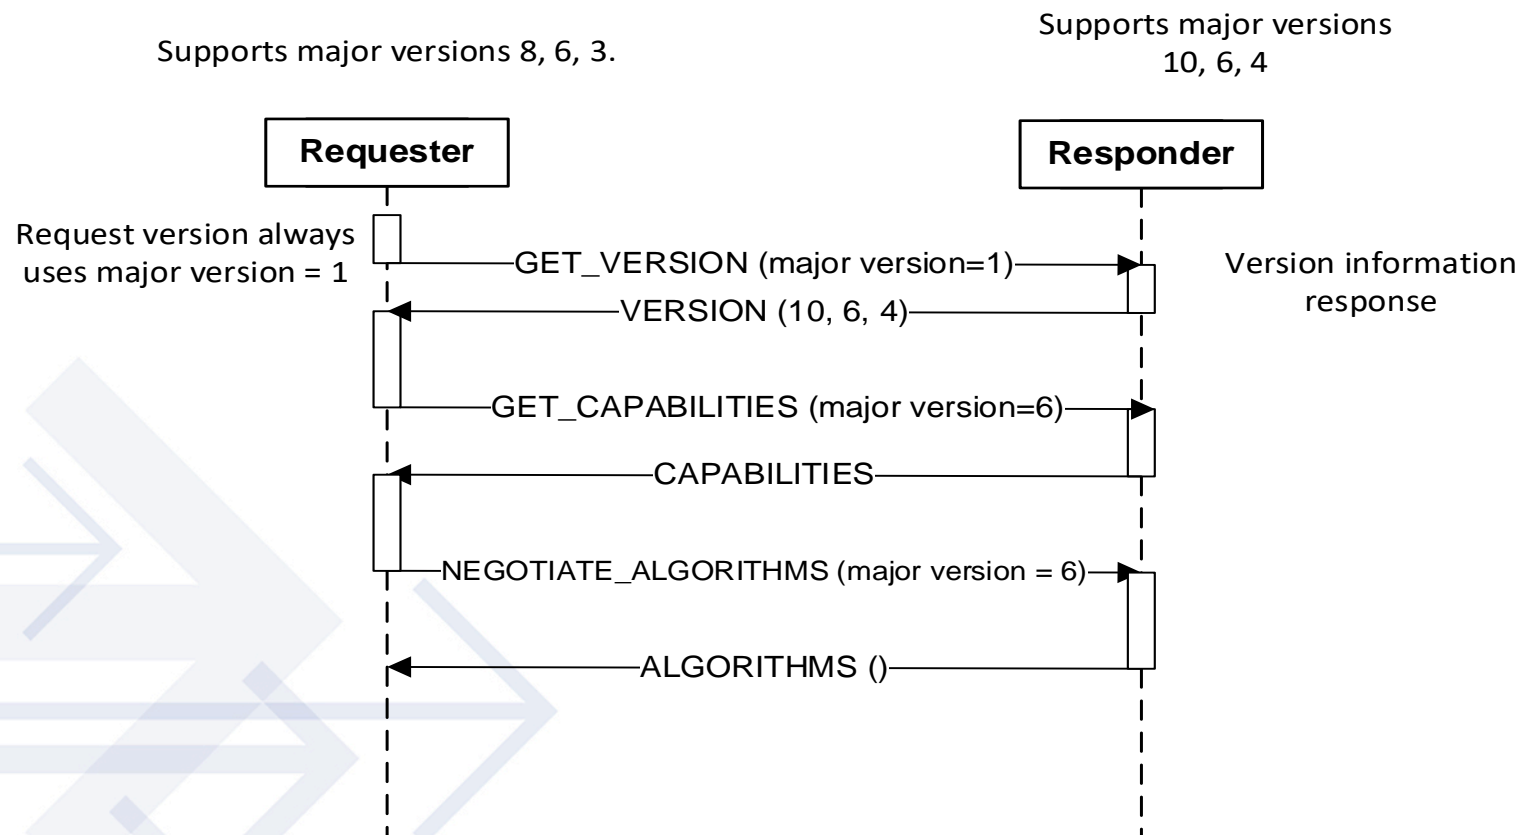 Supports major versions 8, 6, 3.
Supports major versions
10, 6, 4
Requester
Responder
Request version always
uses major version = 1
GET_VERSION (major version=1)
Version information
response
VERSION (10, 6, 4)
GET_CAPABILITIES (major version=6)
CAPABILITIES
NEGOTIATE_ALGORITHMS (major version = 6)
ALGORITHMS ()